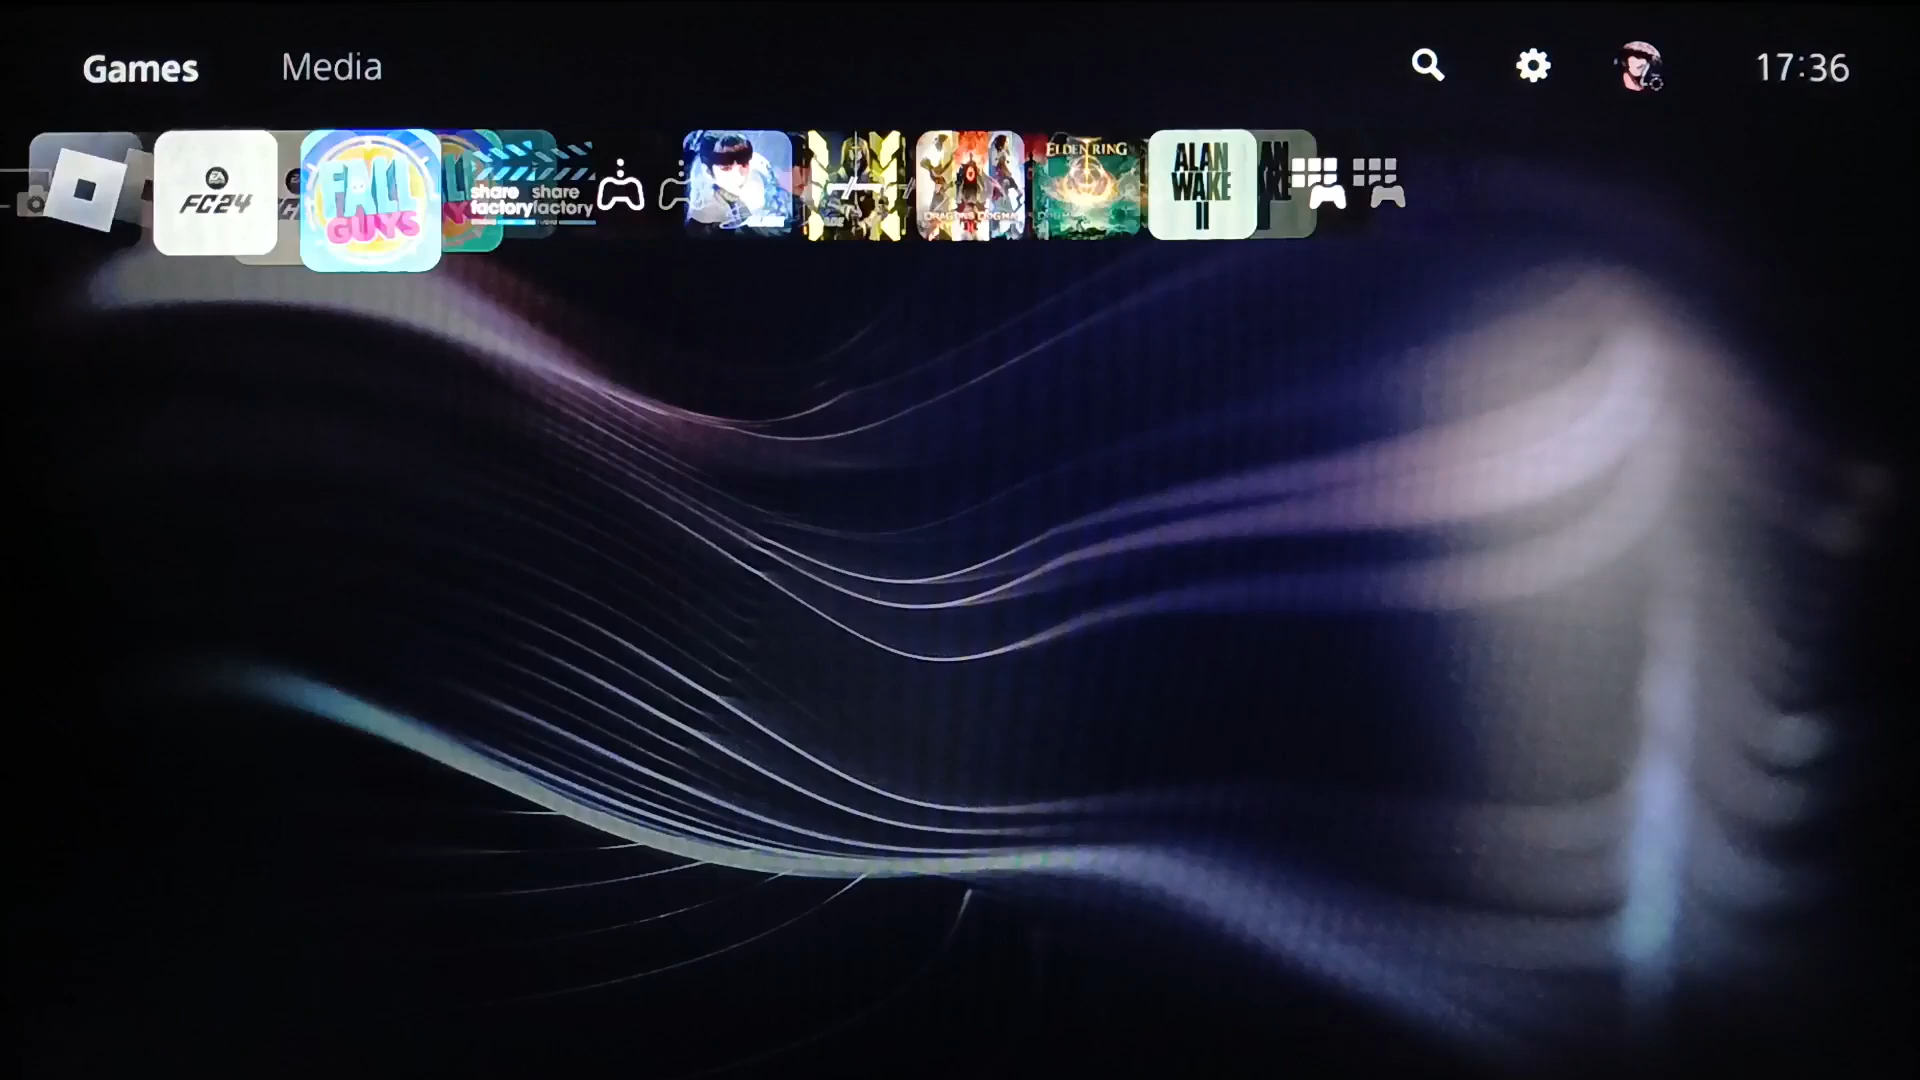 Games Media 17:36
EA
FC24
FALL
GUYS
share
factory
share
factory
DRAGON'S DOGMA
ELDEN RING
ALAN
WAKE
II